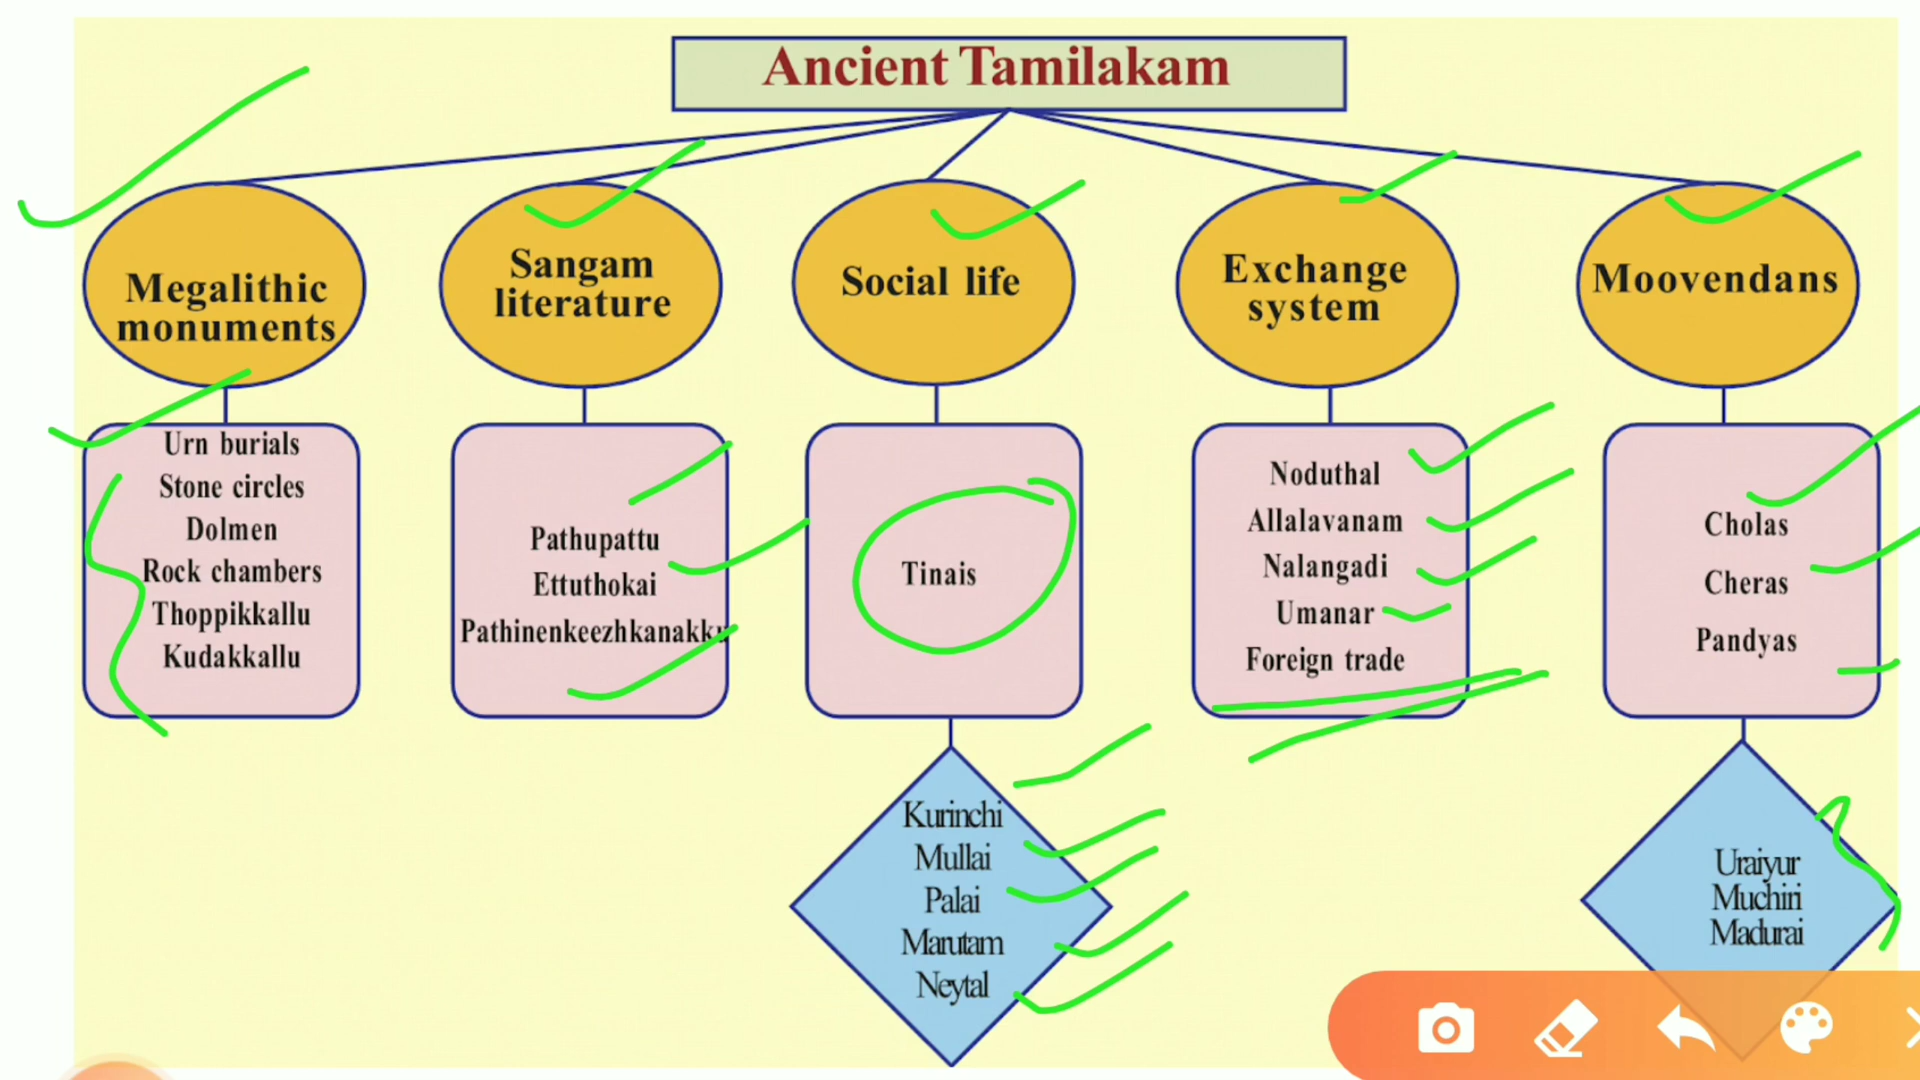 Ancient Tamilakam
Megalithic
monuments
Urn burials
Stone circles
Dolmen
Rock chambers
Thoppikkallu
Kudakkallu
Sangam
literature
Pathupattu
Ettuthokai
Pathinenkeezhkanakku
Social life
Tinais
Kurinchi
Mullai
Palai
Marutam
Neytal
Exchange
system
Noduthal
Allalavanam
Nalangadi
Umanar
Foreign trade
Moovendans
Cholas
Cheras
Pandyas
Uraiyur
Muchiri
Madurai